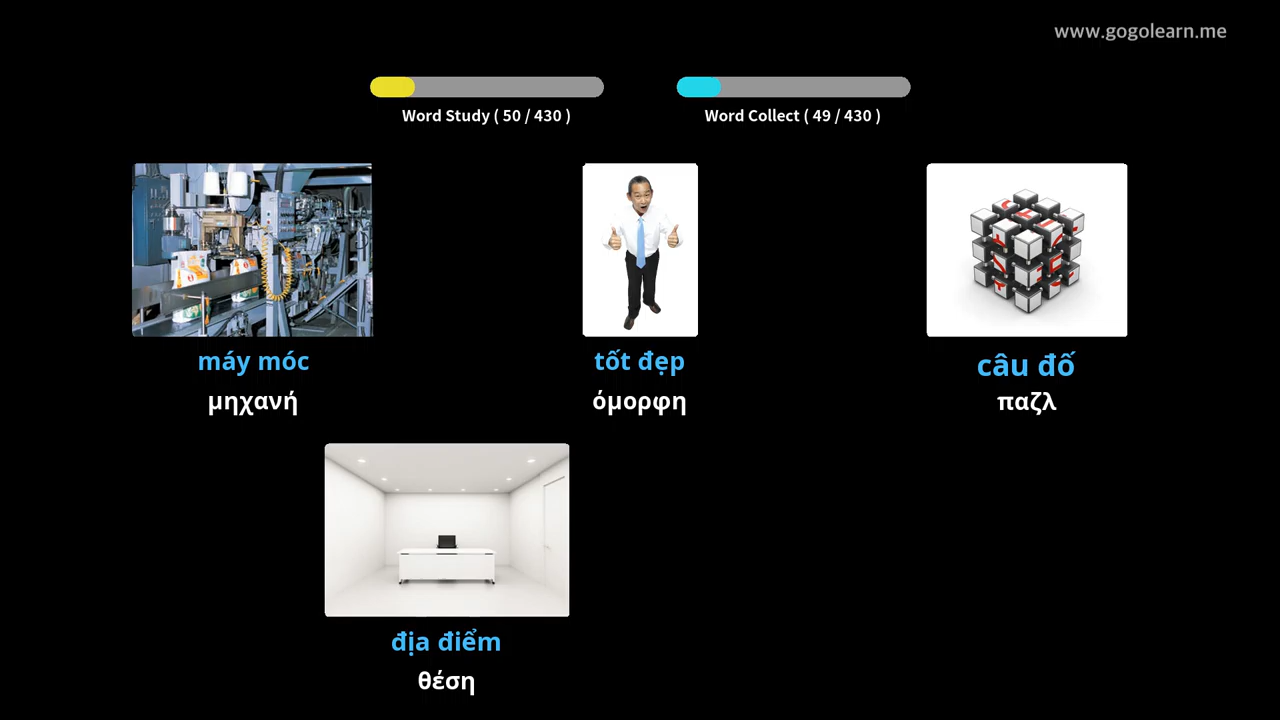 www.gogolearn.me
Word Study ( 50 / 430 )
Word Collect ( 49 / 430 )
máy móc
μηχανή
tốt đẹp
όμορφη
câu đố
παζλ
địa điểm
θέση